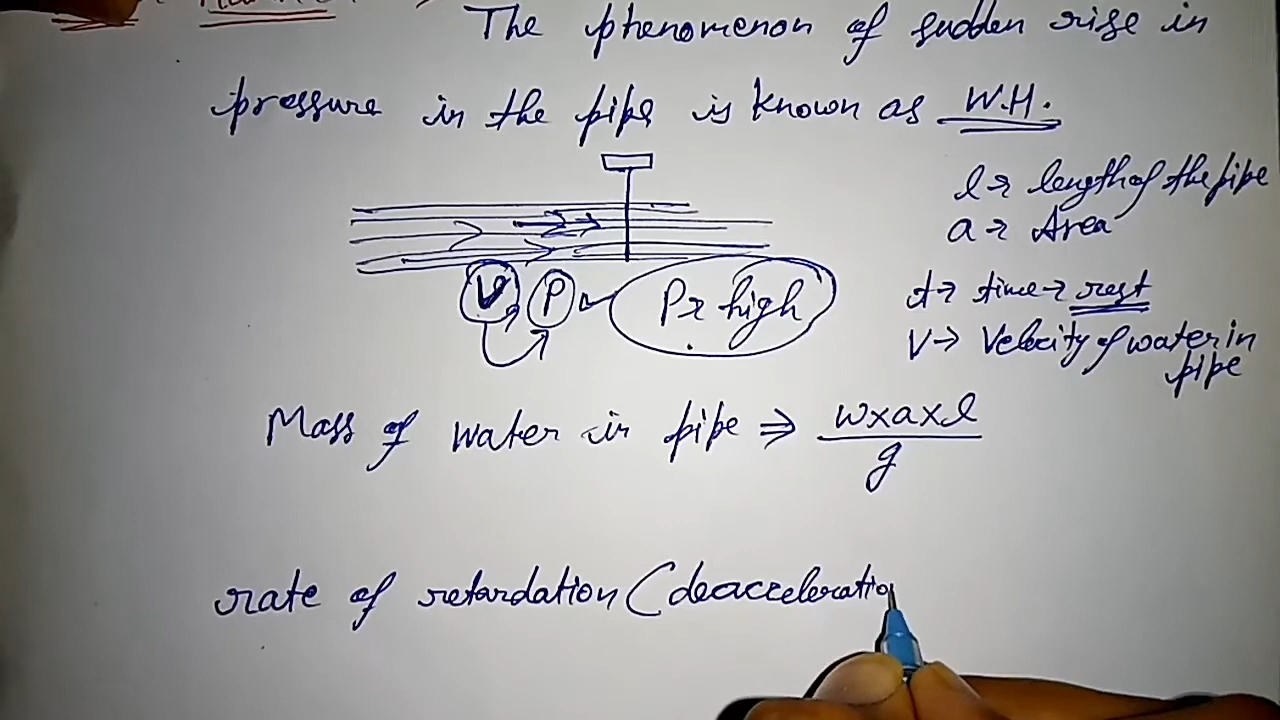 The phenomenon of sudden rise in
pressure in the pipe is known as W.H.
l → length of the pipe
a → Area
t → time → rest
V → Velocity of water in
pipe
V P P → high
Mass of water in pipe ⇒ w×a×l
g
rate of retardation (deacceleratio